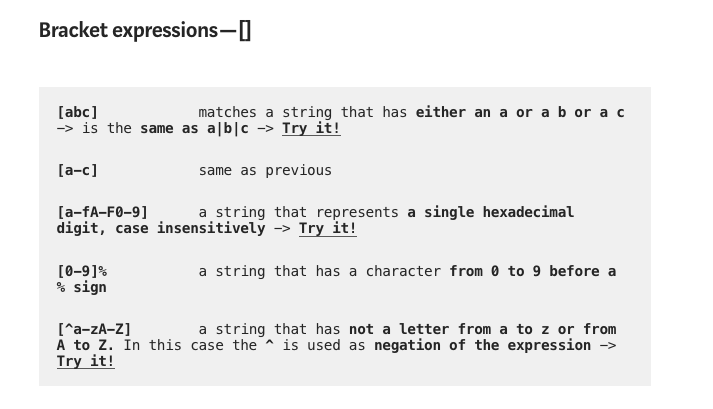 Bracket expressions — []
[abc]            matches a string that has either an a or a b or a c
—> is the same as a|b|c —> Try it!
[a—c]            same as previous
[a—fA—F0—9]      a string that represents a single hexadecimal
digit, case insensitively —> Try it!
[0—9]%           a string that has a character from 0 to 9 before a
% sign
[^a—zA—Z]        a string that has not a letter from a to z or from
A to Z. In this case the ^ is used as negation of the expression —>
Try it!